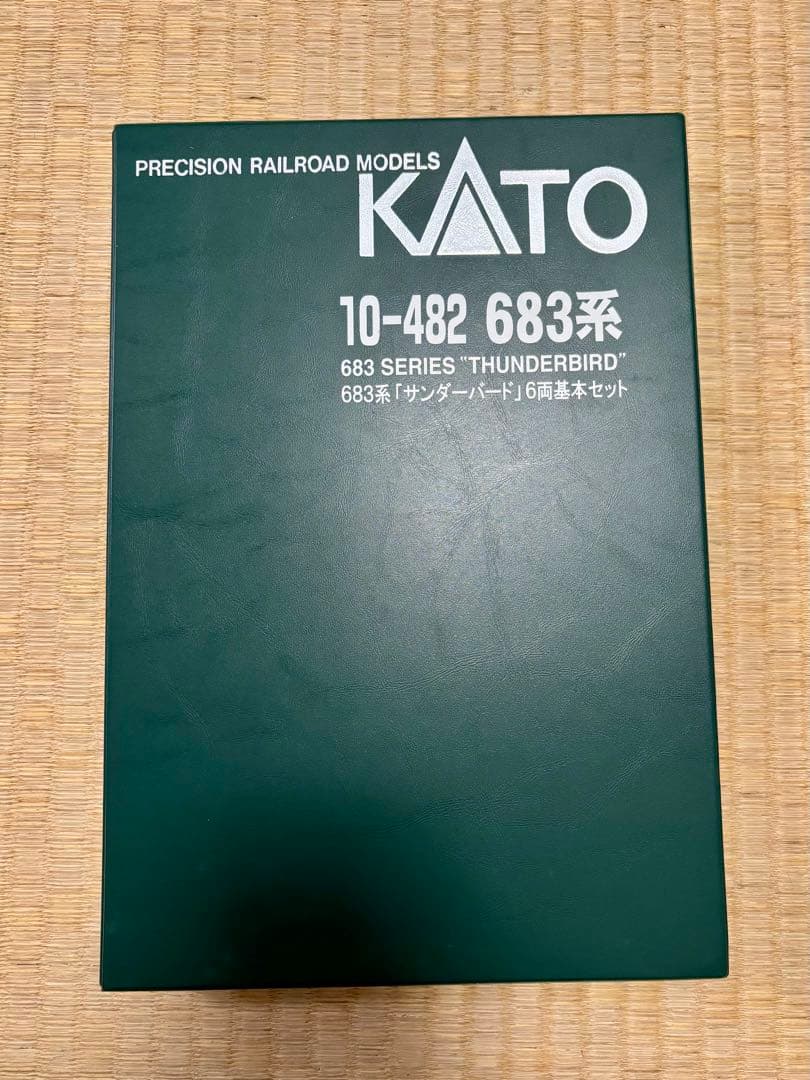 PRECISION RAILROAD MODELS
KATO
10-482 683系
683 SERIES "THUNDERBIRD"
683系「サンダーバード」6両基本セット